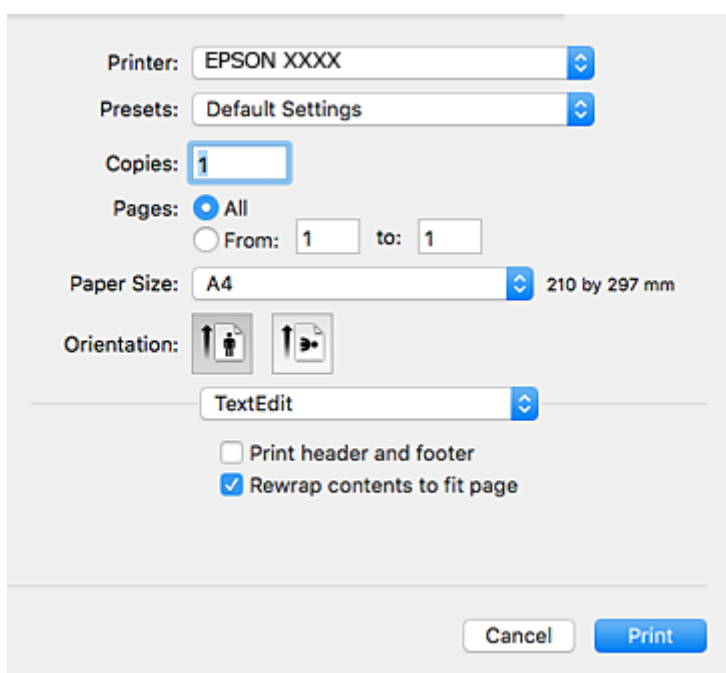 Printer: EPSON XXXX
Presets: Default Settings
Copies: 1
Pages: All
From: 1 to: 1
Paper Size: A4 210 by 297 mm
Orientation:
TextEdit
Print header and footer
Rewrap contents to fit page
Cancel Print